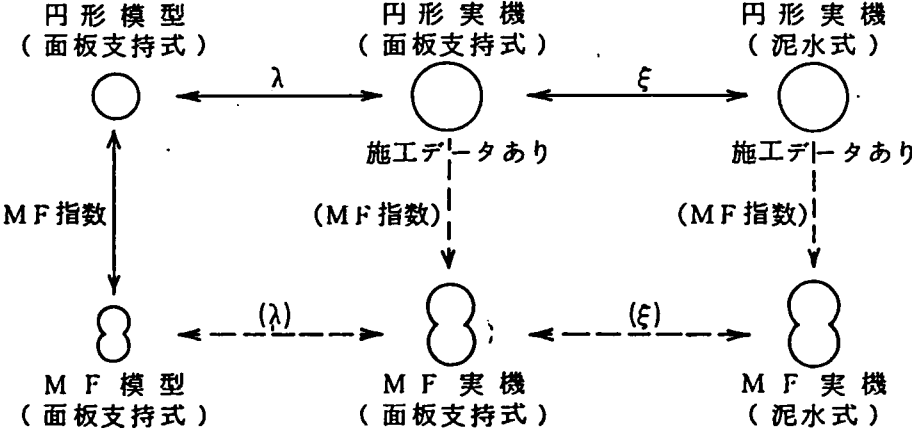 円形模型 円形実機 円形実機
(面板支持式) (面板支持式) (泥水式)
λ ξ
施工データあり 施工データあり
MF指数 (MF指数) (MF指数)
(λ) (ξ)
MF模型 MF実機 MF実機
(面板支持式) (面板支持式) (泥水式)